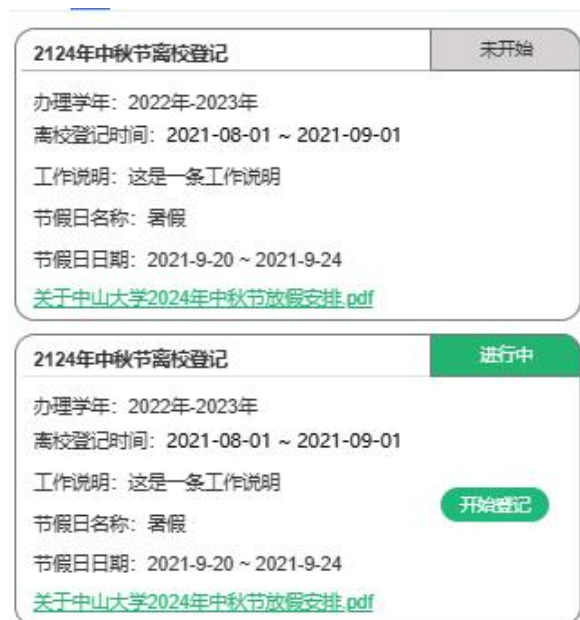 2124年中秋节离校登记
未开始
办理学年：2022年-2023年
离校登记时间：2021-08-01 ~ 2021-09-01
工作说明：这是一条工作说明
节假日名称：暑假
节假日日期：2021-9-20 ~ 2021-9-24
关于中山大学2024年中秋节放假安排.pdf
2124年中秋节离校登记
进行中
办理学年：2022年-2023年
离校登记时间：2021-08-01 ~ 2021-09-01
工作说明：这是一条工作说明
开始登记
节假日名称：暑假
节假日日期：2021-9-20 ~ 2021-9-24
关于中山大学2024年中秋节放假安排.pdf